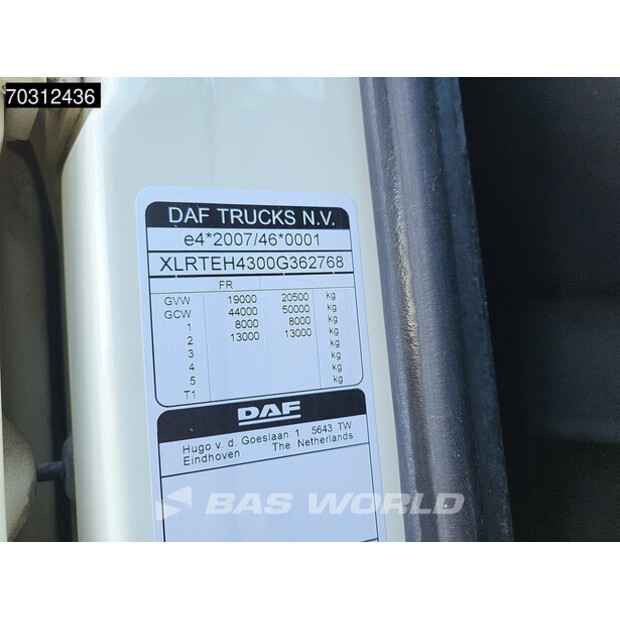 70312436
DAF TRUCKS N.V.
e4*2007/46*0001
XLRTEH4300G362768
FR
GVW 19000 20500 kg
GCW 44000 50000 kg
1 8000 8000 kg
2 13000 13000 kg
3 kg
4 kg
5 kg
T1
DAF
Hugo v. d. Goeslaan 1 5643 TW
Eindhoven The Netherlands
BAS WORLD